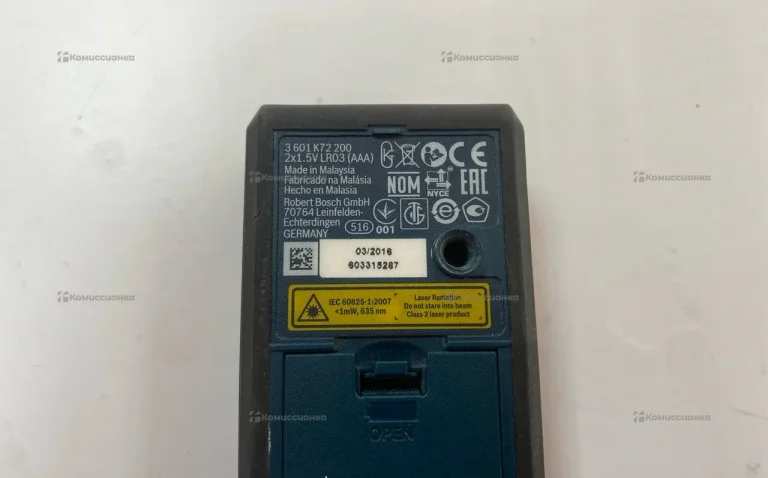 Комиссионка
Комиссионка
3 601 K72 200
2x1.5V LR03 (AAA)
Made in Malaysia
Fabricado na Malásia
Hecho en Malasia
Robert Bosch GmbH
70764 Leinfelden-
Echterdingen
GERMANY
516 001
CE
NOM
NYCE
EAC
Комиссионка
Комиссионка
03/2016
603315287
IEC 60825-1:2007
<1mW, 635 nm
Laser Radiation
Do not stare into beam
Class 2 laser product
Комиссионка
Комиссионка
OPEN
Комиссионка
Комиссионка